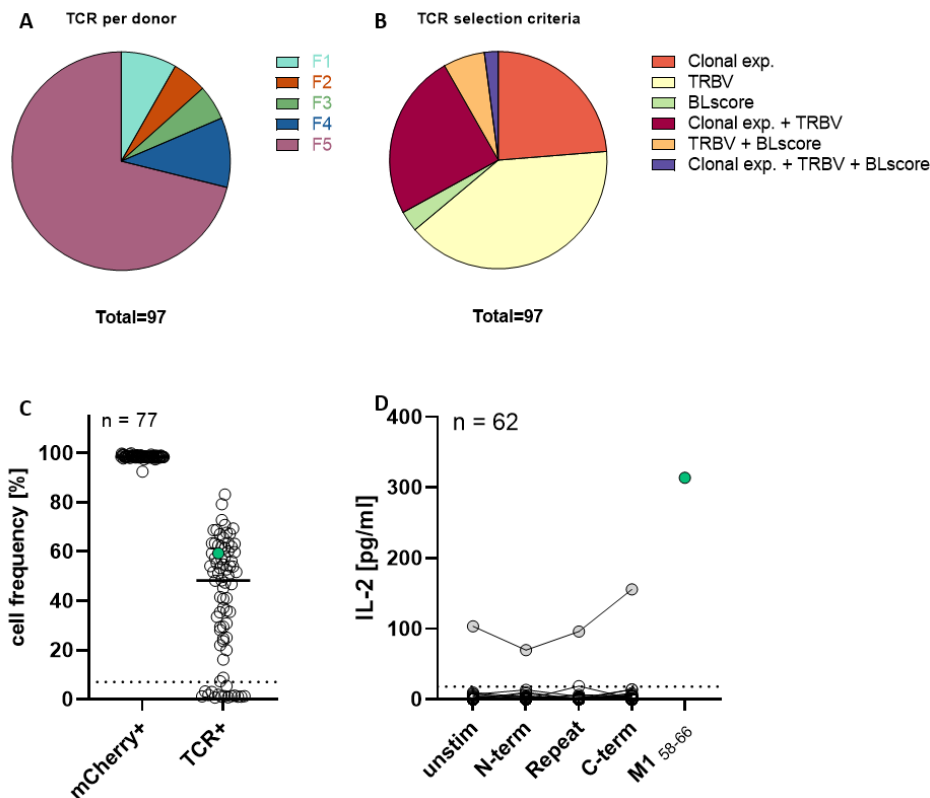 A
TCR per donor
F1
F2
F3
F4
F5
Total=97
B
TCR selection criteria
Clonal exp.
TRBV
BLscore
Clonal exp. + TRBV
TRBV + BLscore
Clonal exp. + TRBV + BLscore
Total=97
C
n = 77
cell frequency [%]
100
80
60
40
20
0
mCherry+
TCR+
D
n = 62
IL-2 [pg/ml]
400
300
200
100
0
unstim
N-term
Repeat
C-term
M1 58-66